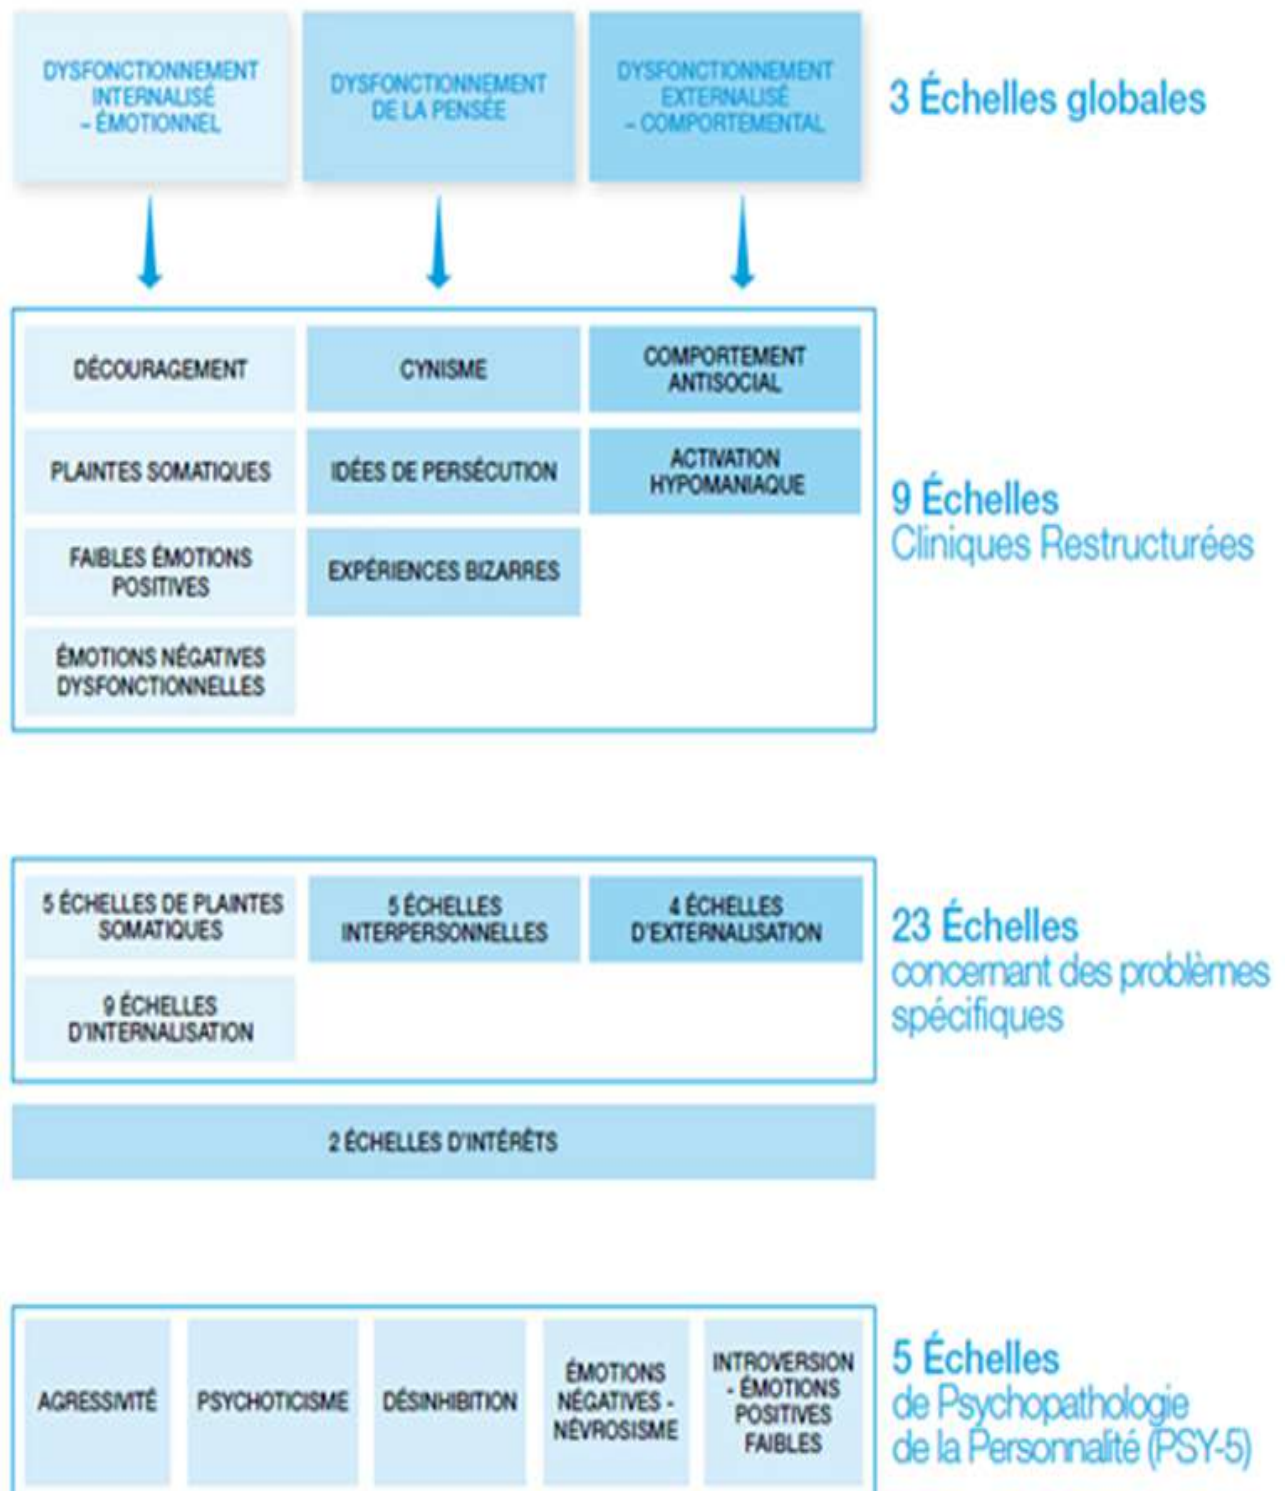 DYSFONCTIONNEMENT
INTERNALISÉ
– ÉMOTIONNEL
DYSFONCTIONNEMENT
DE LA PENSÉE
DYSFONCTIONNEMENT
EXTERNALISÉ
– COMPORTEMENTAL
3 Échelles globales
DÉCOURAGEMENT
CYNISME
COMPORTEMENT
ANTISOCIAL
PLAINTES SOMATIQUES
IDÉES DE PERSÉCUTION
ACTIVATION
HYPOMANIAQUE
FAIBLES ÉMOTIONS
POSITIVES
EXPÉRIENCES BIZARRES
ÉMOTIONS NÉGATIVES
DYSFONCTIONNELLES
9 Échelles
Cliniques Restructurées
5 ÉCHELLES DE PLAINTES
SOMATIQUES
5 ÉCHELLES
INTERPERSONNELLES
4 ÉCHELLES
D'EXTERNALISATION
9 ÉCHELLES
D'INTERNALISATION
23 Échelles
concernant des problèmes
spécifiques
2 ÉCHELLES D'INTÉRÊTS
AGRESSIVITÉ
PSYCHOTICISME
DÉSINHIBITION
ÉMOTIONS
NÉGATIVES -
NÉVROSISME
INTROVERSION
- ÉMOTIONS
POSITIVES
FAIBLES
5 Échelles
de Psychopathologie
de la Personnalité (PSY-5)